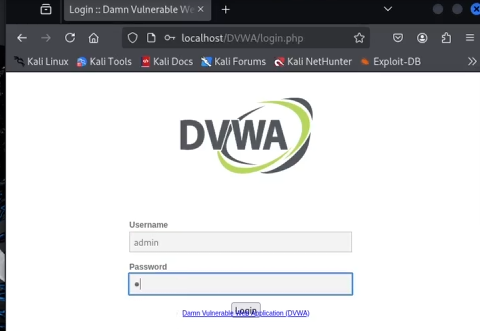 Login :: Damn Vulnerable We
localhost/DVWA/login.php
Kali Linux Kali Tools Kali Docs Kali Forums Kali NetHunter Exploit-DB
DVWA
Username
admin
Password
Login
Damn Vulnerable Web Application (DVWA)